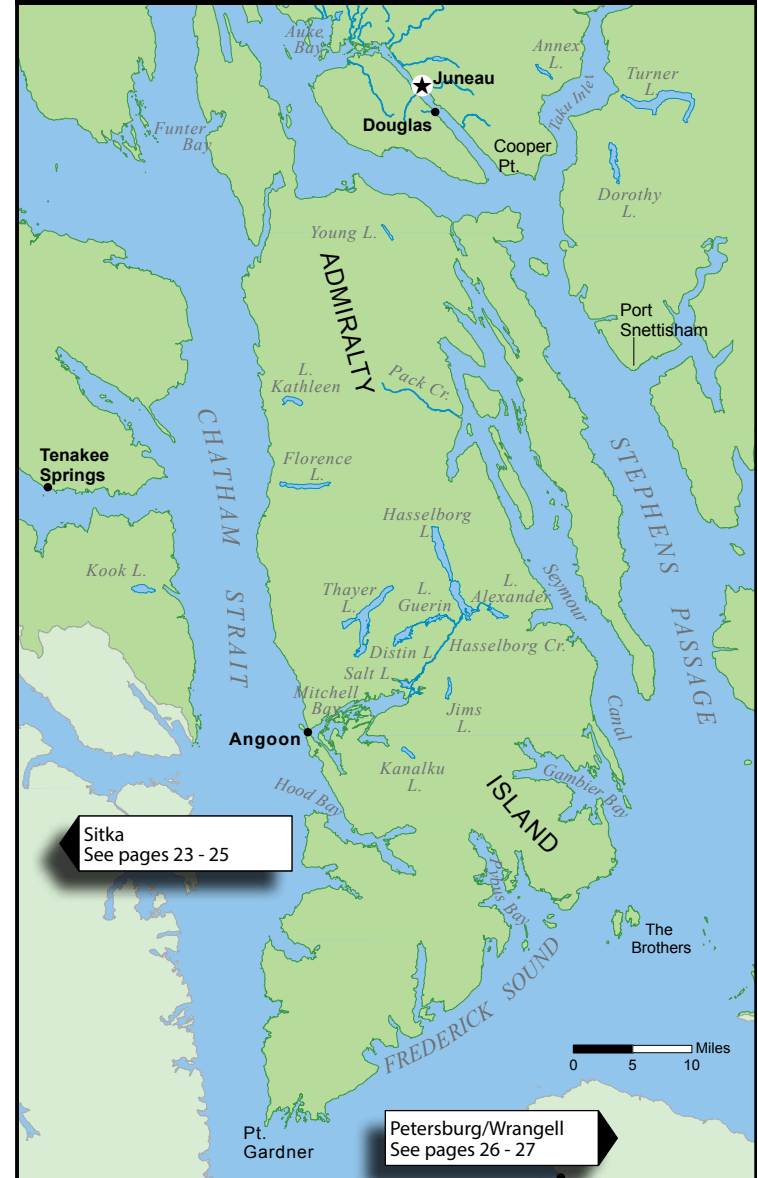 Auke
Bay
Juneau
Douglas
Annex
L.
Taku Inlet
Turner
L.
Funter
Bay
Cooper
Pt.
Dorothy
L.
Young L.
ADMIRALTY
Port
Snettisham
L.
Kathleen
Pack Cr.
CHATHAM STRAIT
STEPHENS PASSAGE
Tenakee
Springs
Florence
L.
Hasselborg
L.
Kook L.
Thayer
L.
L.
Guerin
L.
Alexander
Seymour
Canal
Distin L.
Hasselborg Cr.
Salt L.
Mitchell
Bay
Jims
L.
Angoon
Kanalku
L.
Hood Bay
ISLAND
Gambier Bay
Sitka
See pages 23 - 25
Pybus Bay
The
Brothers
FREDERICK SOUND
Miles
0 5 10
Pt.
Gardner
Petersburg/Wrangell
See pages 26 - 27